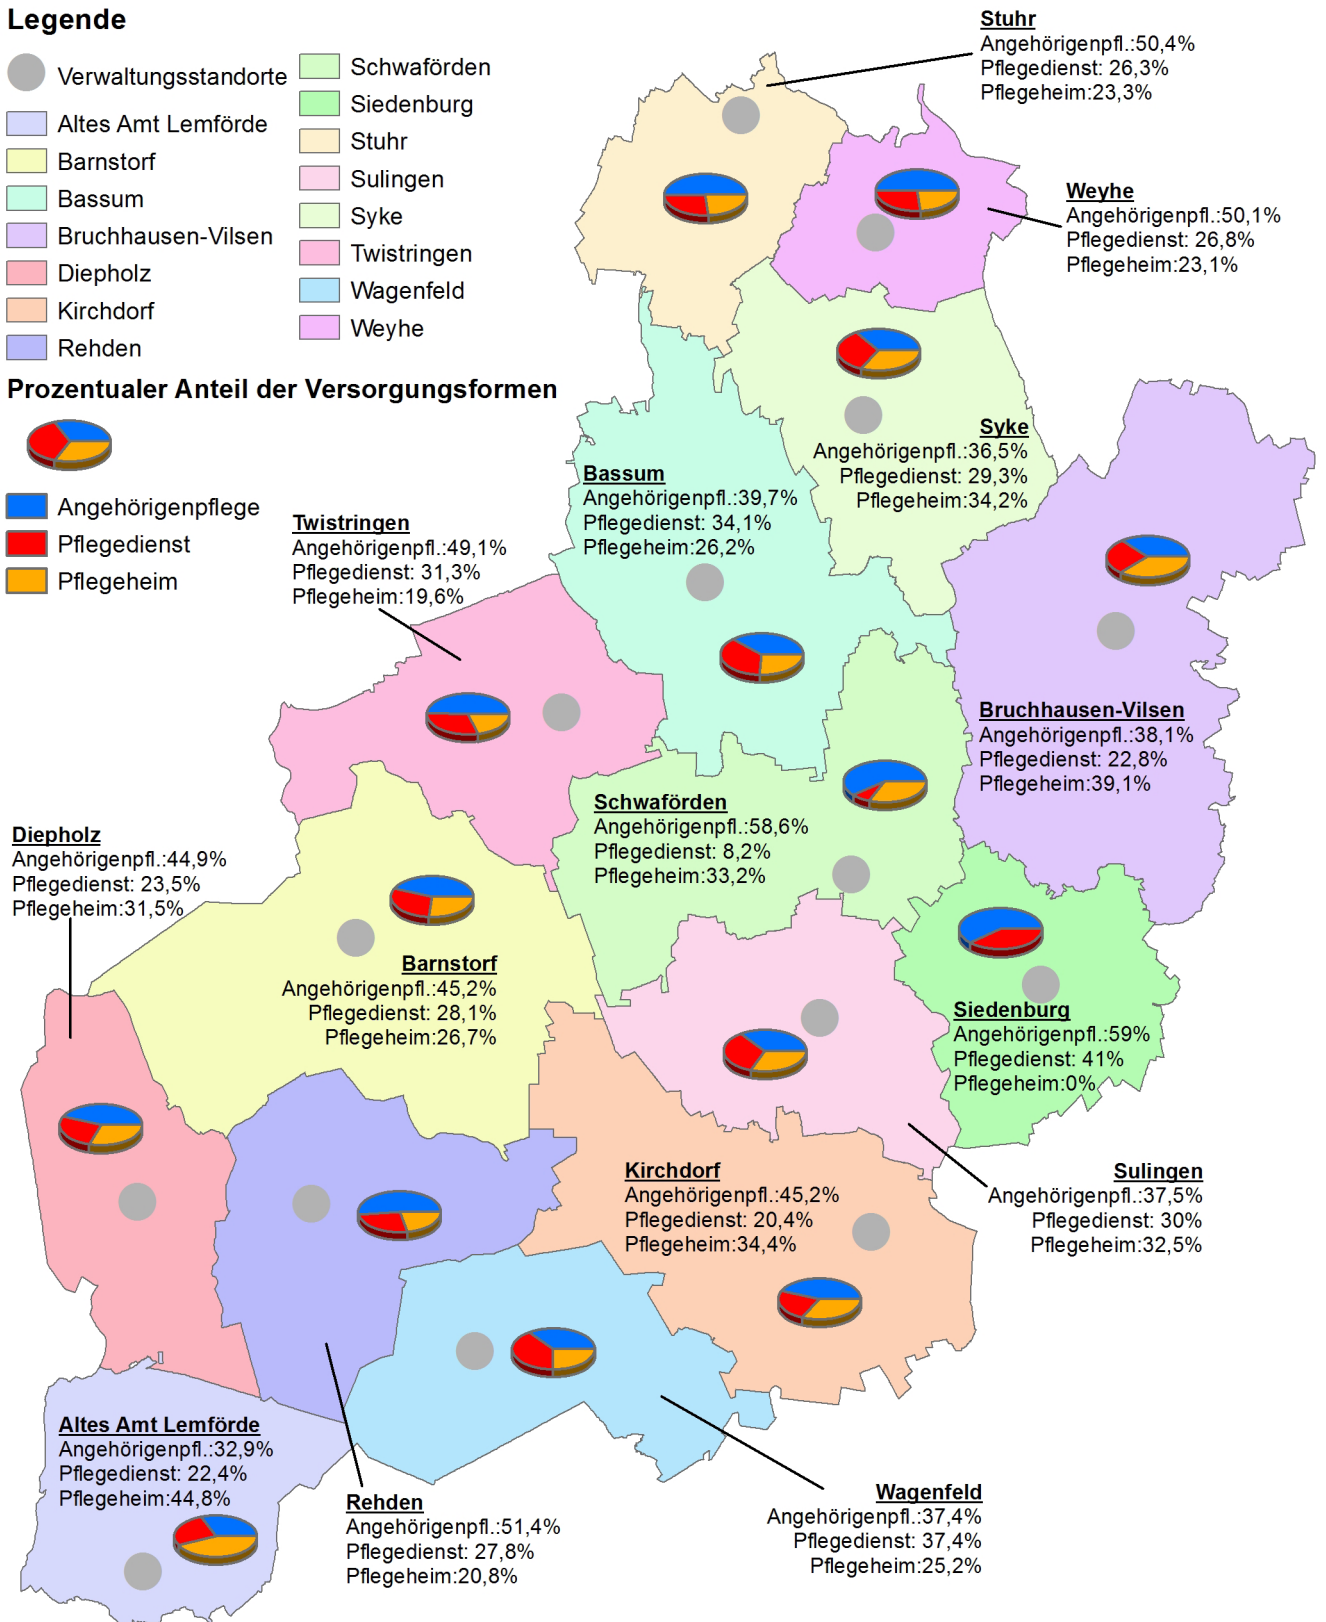 Legende
Verwaltungsstandorte
Altes Amt Lemförde
Barnstorf
Bassum
Bruchhausen-Vilsen
Diepholz
Kirchdorf
Rehden
Schwaförden
Siedenburg
Stuhr
Sulingen
Syke
Twistringen
Wagenfeld
Weyhe
Prozentualer Anteil der Versorgungsformen
Angehörigenpflege
Pflegedienst
Pflegeheim
Stuhr
Angehörigenpfl.:50,4%
Pflegedienst: 26,3%
Pflegeheim:23,3%
Weyhe
Angehörigenpfl.:50,1%
Pflegedienst: 26,8%
Pflegeheim:23,1%
Syke
Angehörigenpfl.:36,5%
Pflegedienst: 29,3%
Pflegeheim:34,2%
Bassum
Angehörigenpfl.:39,7%
Pflegedienst: 34,1%
Pflegeheim:26,2%
Twistringen
Angehörigenpfl.:49,1%
Pflegedienst: 31,3%
Pflegeheim:19,6%
Bruchhausen-Vilsen
Angehörigenpfl.:38,1%
Pflegedienst: 22,8%
Pflegeheim:39,1%
Schwaförden
Angehörigenpfl.:58,6%
Pflegedienst: 8,2%
Pflegeheim:33,2%
Diepholz
Angehörigenpfl.:44,9%
Pflegedienst: 23,5%
Pflegeheim:31,5%
Barnstorf
Angehörigenpfl.:45,2%
Pflegedienst: 28,1%
Pflegeheim:26,7%
Siedenburg
Angehörigenpfl.:59%
Pflegedienst: 41%
Pflegeheim:0%
Kirchdorf
Angehörigenpfl.:45,2%
Pflegedienst: 20,4%
Pflegeheim:34,4%
Sulingen
Angehörigenpfl.:37,5%
Pflegedienst: 30%
Pflegeheim:32,5%
Altes Amt Lemförde
Angehörigenpfl.:32,9%
Pflegedienst: 22,4%
Pflegeheim:44,8%
Rehden
Angehörigenpfl.:51,4%
Pflegedienst: 27,8%
Pflegeheim:20,8%
Wagenfeld
Angehörigenpfl.:37,4%
Pflegedienst: 37,4%
Pflegeheim:25,2%